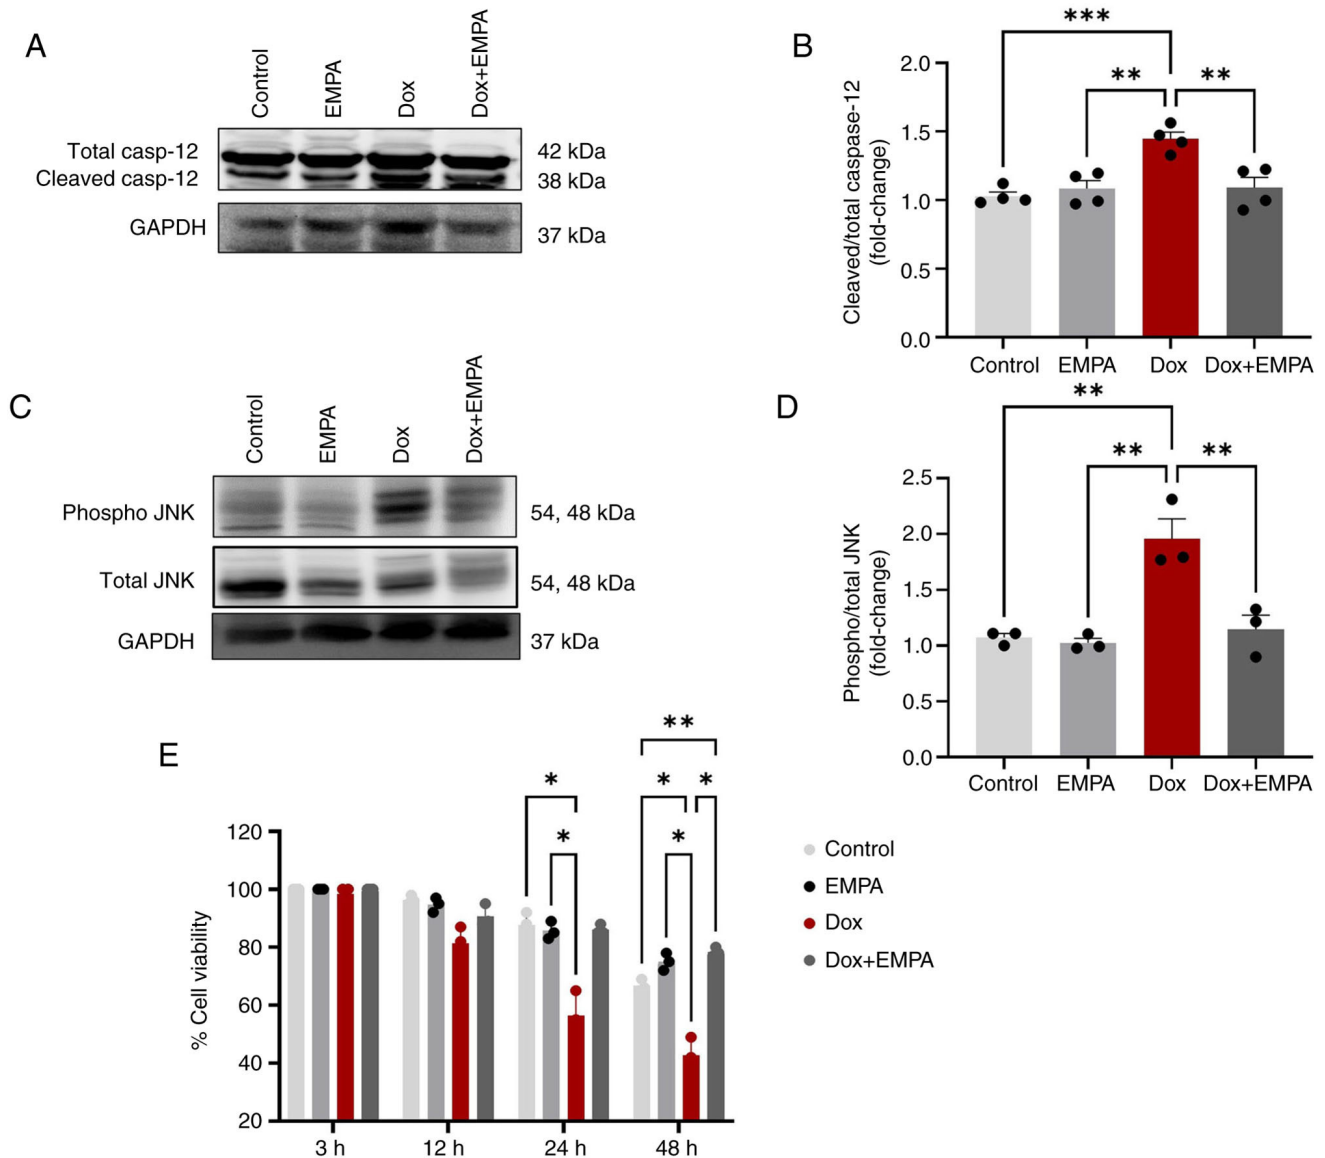 A
Control
EMPA
Dox
Dox+EMPA
Total casp-12
42 kDa
Cleaved casp-12
38 kDa
GAPDH
37 kDa
B
***
**
**
Cleaved/total caspase-12
(fold-change)
2.0
1.5
1.0
0.5
0.0
Control
EMPA
Dox
Dox+EMPA
C
Control
EMPA
Dox
Dox+EMPA
Phospho JNK
54, 48 kDa
Total JNK
54, 48 kDa
GAPDH
37 kDa
D
**
**
**
Phospho/total JNK
(fold-change)
2.5
2.0
1.5
1.0
0.5
0.0
Control
EMPA
Dox
Dox+EMPA
E
**
*
*
*
*
*
% Cell viability
120
100
80
60
40
20
3 h
12 h
24 h
48 h
Control
EMPA
Dox
Dox+EMPA